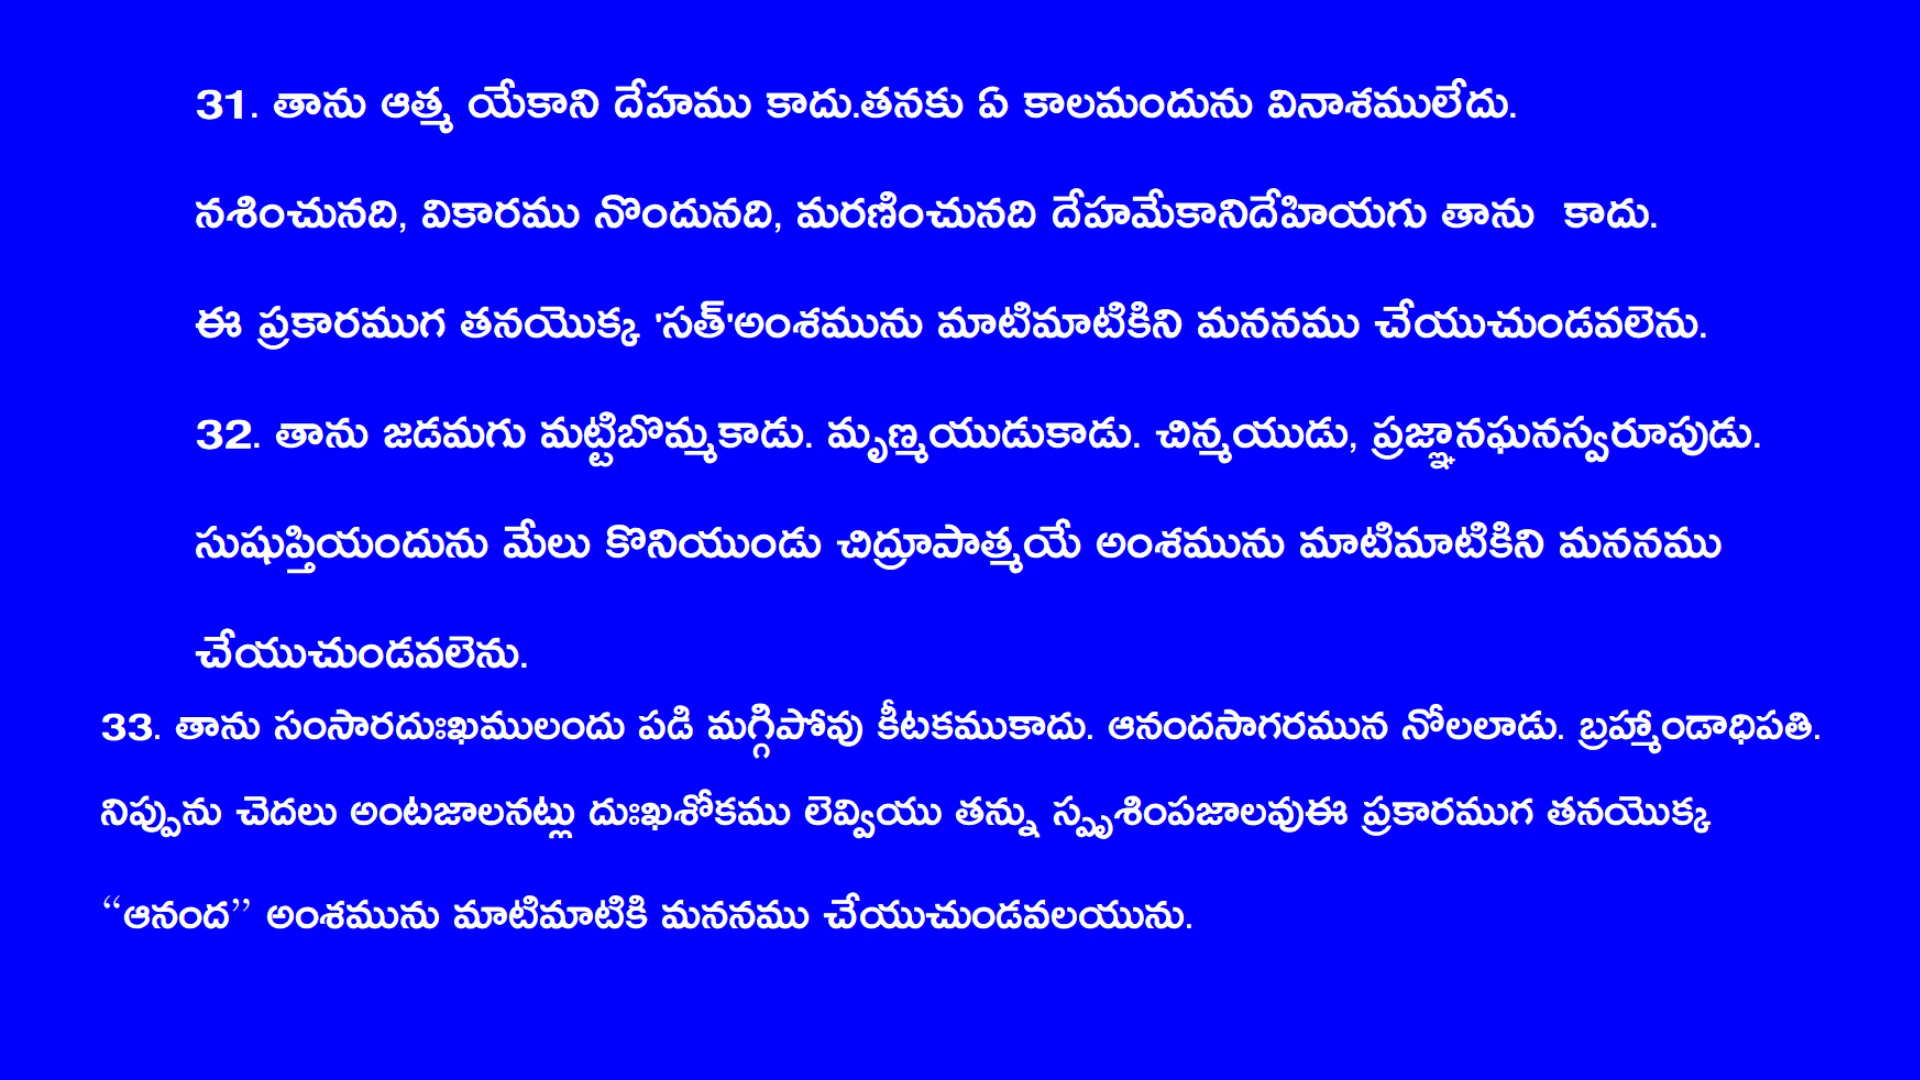 31. తాను ఆత్మ యేకాని దేహము కాదు.తనకు ఏ కాలమందును వినాశములేదు.
నశించునది, వికారము నొందునది, మరణించునది దేహమేకానిదేహియగు తాను  కాదు.
ఈ ప్రకారముగ తనయొక్క 'సత్'అంశమును మాటిమాటికిని మననము చేయుచుండవలెను.
32. తాను జడమగు మట్టిబొమ్మకాడు. మృణ్మయుడుకాడు. చిన్మయుడు, ప్రజ్ఞానఘనస్వరూపుడు.
సుషుప్తియందును మేలు కొనియుండు చిద్రూపాత్మయే అంశమును మాటిమాటికిని మననము
చేయుచుండవలెను.
33. తాను సంసారదుఃఖములందు పడి మగ్గిపోవు కీటకముకాదు. ఆనందసాగరమున నోలలాడు. బ్రహ్మాండాధిపతి.
నిప్పును చెదలు అంటజాలనట్లు దుఃఖశోకము లెవ్వియు తన్ను స్పృశింపజాలవుఈ ప్రకారముగ తనయొక్క
“ఆనంద” అంశమును మాటిమాటికి మననము చేయుచుండవలయును.